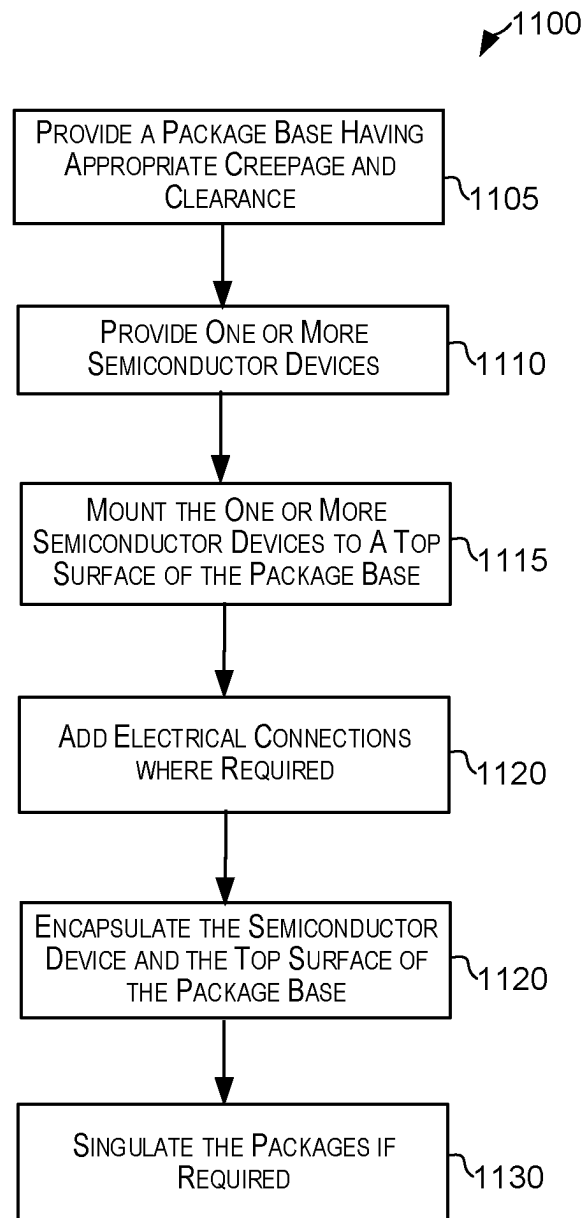 1100
PROVIDE A PACKAGE BASE HAVING
APPROPRIATE CREEPAGE AND
CLEARANCE
1105
PROVIDE ONE OR MORE
SEMICONDUCTOR DEVICES
1110
MOUNT THE ONE OR MORE
SEMICONDUCTOR DEVICES TO A TOP
SURFACE OF THE PACKAGE BASE
1115
ADD ELECTRICAL CONNECTIONS
WHERE REQUIRED
1120
ENCAPSULATE THE SEMICONDUCTOR
DEVICE AND THE TOP SURFACE OF
THE PACKAGE BASE
1120
SINGULATE THE PACKAGES IF
REQUIRED
1130